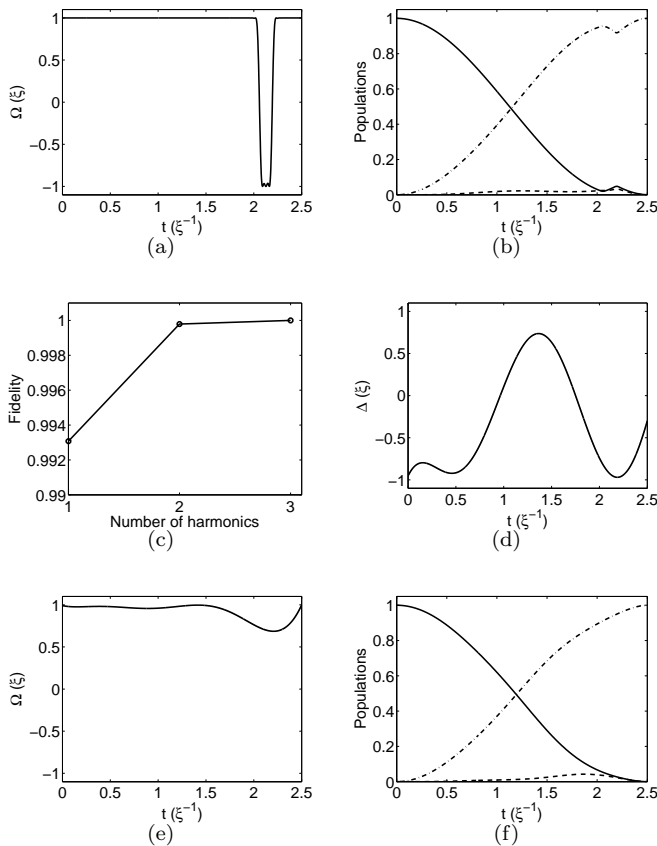 1
0.5
0
−0.5
−1
Ω (ξ)
0 0.5 1 1.5 2 2.5
t (ξ⁻¹)
(a)
1
0.8
0.6
0.4
0.2
0
Populations
0 0.5 1 1.5 2 2.5
t (ξ⁻¹)
(b)
1
0.998
0.996
0.994
0.992
0.99
Fidelity
1 2 3
Number of harmonics
(c)
1
0.5
0
−0.5
−1
Δ (ξ)
0 0.5 1 1.5 2 2.5
t (ξ⁻¹)
(d)
1
0.5
0
−0.5
−1
Ω (ξ)
0 0.5 1 1.5 2 2.5
t (ξ⁻¹)
(e)
1
0.8
0.6
0.4
0.2
0
Populations
0 0.5 1 1.5 2 2.5
t (ξ⁻¹)
(f)